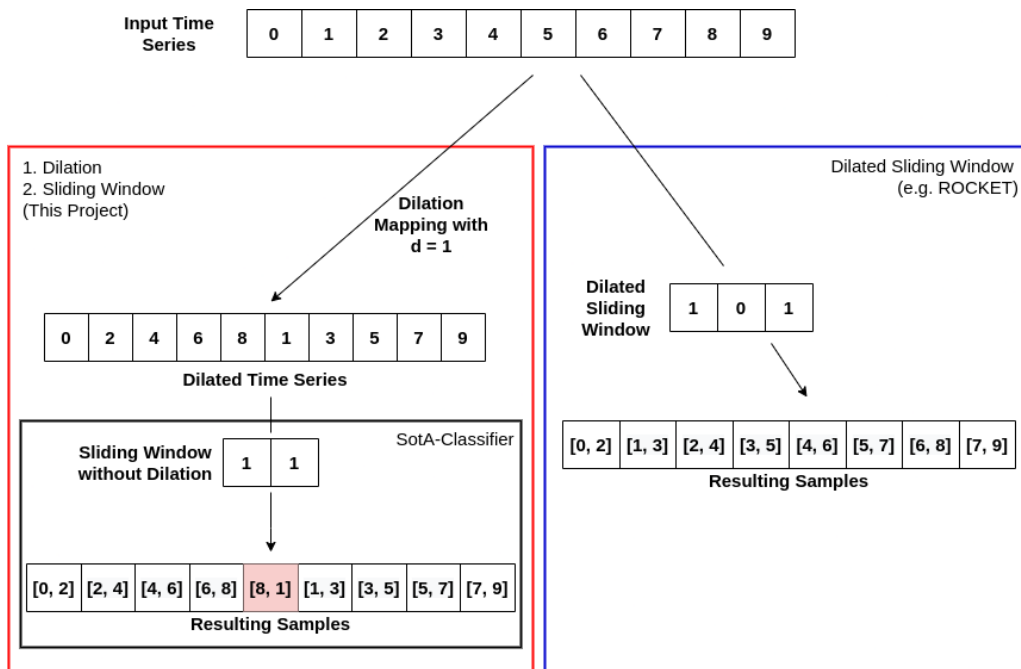 Input Time
Series
0 1 2 3 4 5 6 7 8 9
1. Dilation
2. Sliding Window
(This Project)
Dilation
Mapping with
d = 1
0 2 4 6 8 1 3 5 7 9
Dilated Time Series
SotA-Classifier
Sliding Window
without Dilation
1 1
[0, 2] [2, 4] [4, 6] [6, 8] [8, 1] [1, 3] [3, 5] [5, 7] [7, 9]
Resulting Samples
Dilated Sliding Window
(e.g. ROCKET)
Dilated
Sliding
Window
1 0 1
[0, 2] [1, 3] [2, 4] [3, 5] [4, 6] [5, 7] [6, 8] [7, 9]
Resulting Samples